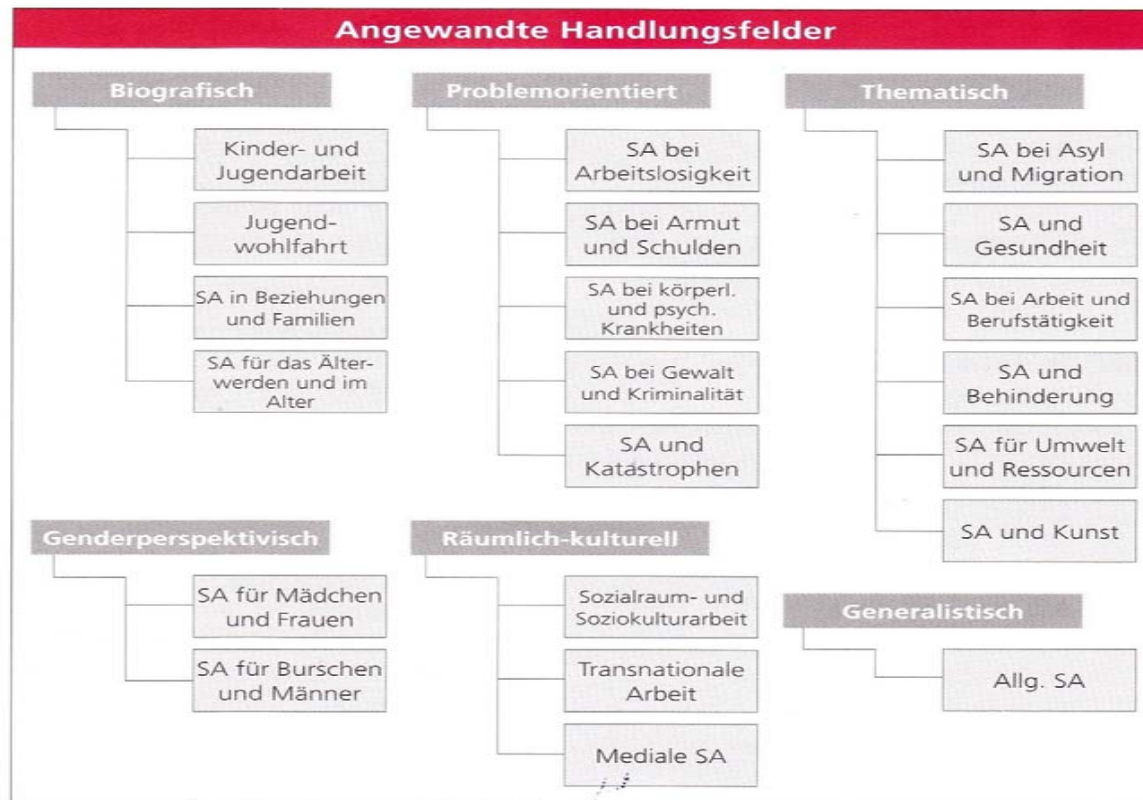 Angewandte Handlungsfelder
Biografisch
Kinder- und
Jugendarbeit
Jugend-
wohlfahrt
SA in Beziehungen
und Familien
SA für das Älter-
werden und im
Alter
Problemorientiert
SA bei
Arbeitslosigkeit
SA bei Armut
und Schulden
SA bei körperl.
und psych.
Krankheiten
SA bei Gewalt
und Kriminalität
SA und
Katastrophen
Thematisch
SA bei Asyl
und Migration
SA und
Gesundheit
SA bei Arbeit und
Berufstätigkeit
SA und
Behinderung
SA für Umwelt
und Ressourcen
SA und Kunst
Genderperspektivisch
SA für Mädchen
und Frauen
SA für Burschen
und Männer
Räumlich-kulturell
Sozialraum- und
Soziokulturarbeit
Transnationale
Arbeit
Mediale SA
Generalistisch
Allg. SA